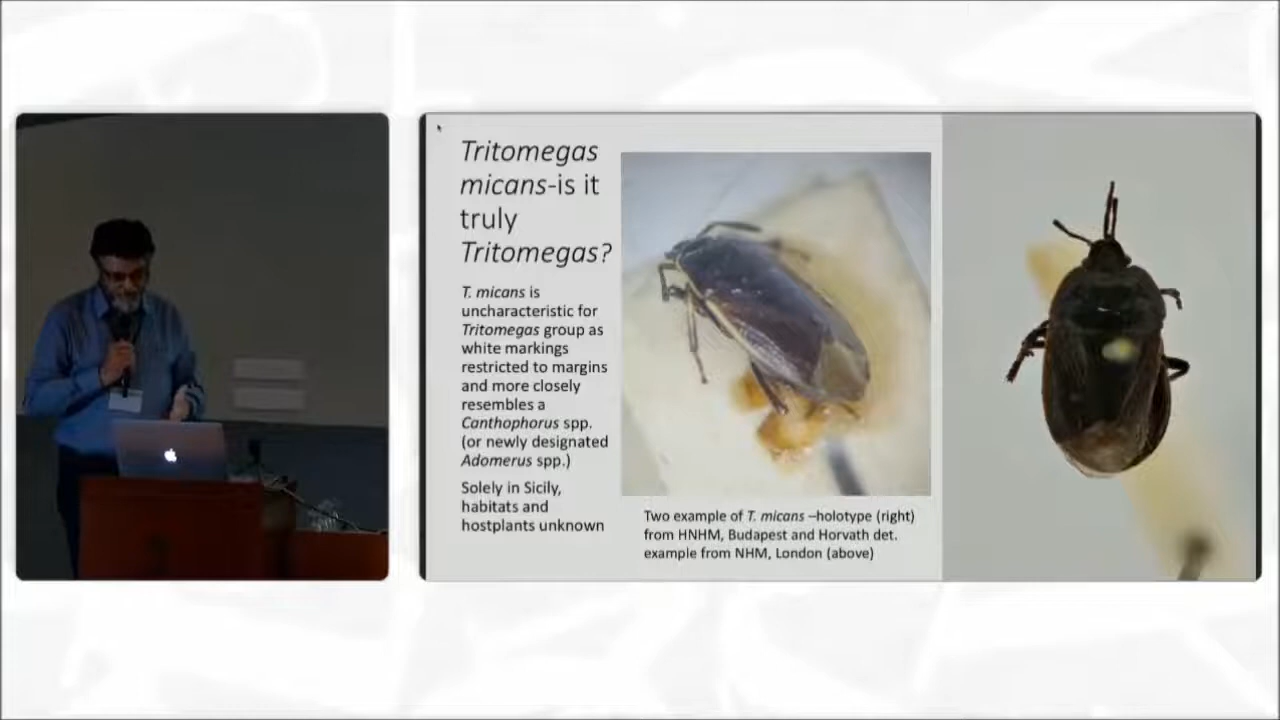 Tritomegas
micans-is it
truly
Tritomegas?
T. micans is
uncharacteristic for
Tritomegas group as
white markings
restricted to margins
and more closely
resembles a
Canthophorus spp.
(or newly designated
Adomerus spp.)
Solely in Sicily,
habitats and
hostplants unknown
Two example of T. micans –holotype (right)
from HNHM, Budapest and Horvath det.
example from NHM, London (above)